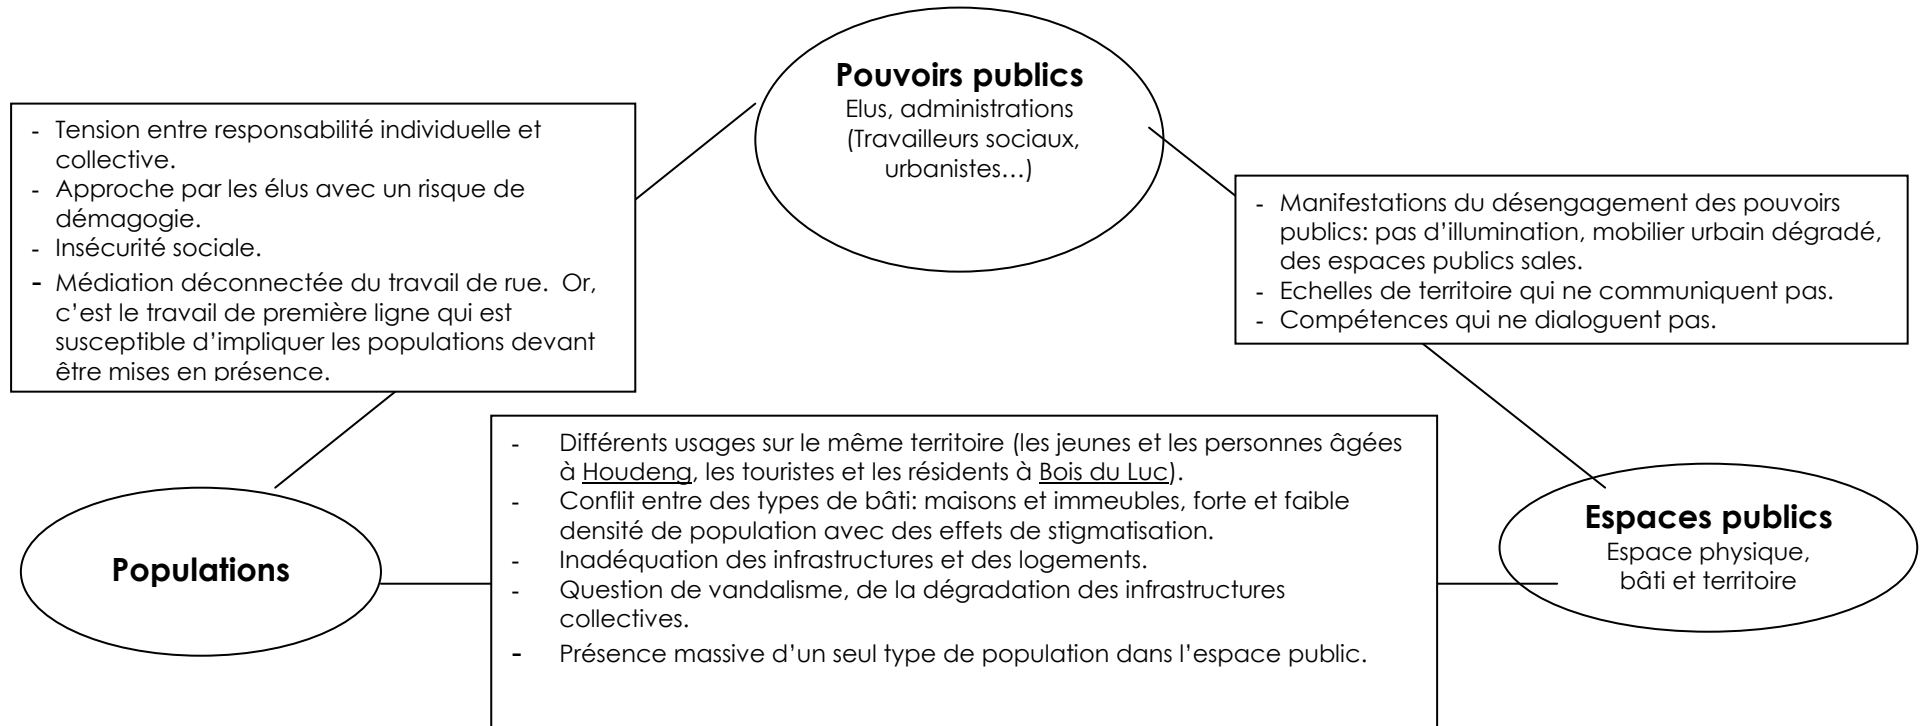 Pouvoirs publics
Elus, administrations
(Travailleurs sociaux,
urbanistes…)
- Tension entre responsabilité individuelle et
collective.
- Approche par les élus avec un risque de
démagogie.
- Insécurité sociale.
- Médiation déconnectée du travail de rue.  Or,
c’est le travail de première ligne qui est
susceptible d’impliquer les populations devant
être mises en présence.
- Manifestations du désengagement des pouvoirs
publics: pas d’illumination, mobilier urbain dégradé,
des espaces publics sales.
- Echelles de territoire qui ne communiquent pas.
- Compétences qui ne dialoguent pas.
- Différents usages sur le même territoire (les jeunes et les personnes âgées
à Houdeng, les touristes et les résidents à Bois du Luc).
- Conflit entre des types de bâti: maisons et immeubles, forte et faible
densité de population avec des effets de stigmatisation.
- Inadéquation des infrastructures et des logements.
- Question de vandalisme, de la dégradation des infrastructures
collectives.
- Présence massive d’un seul type de population dans l’espace public.
Populations
Espaces publics
Espace physique,
bâti et territoire